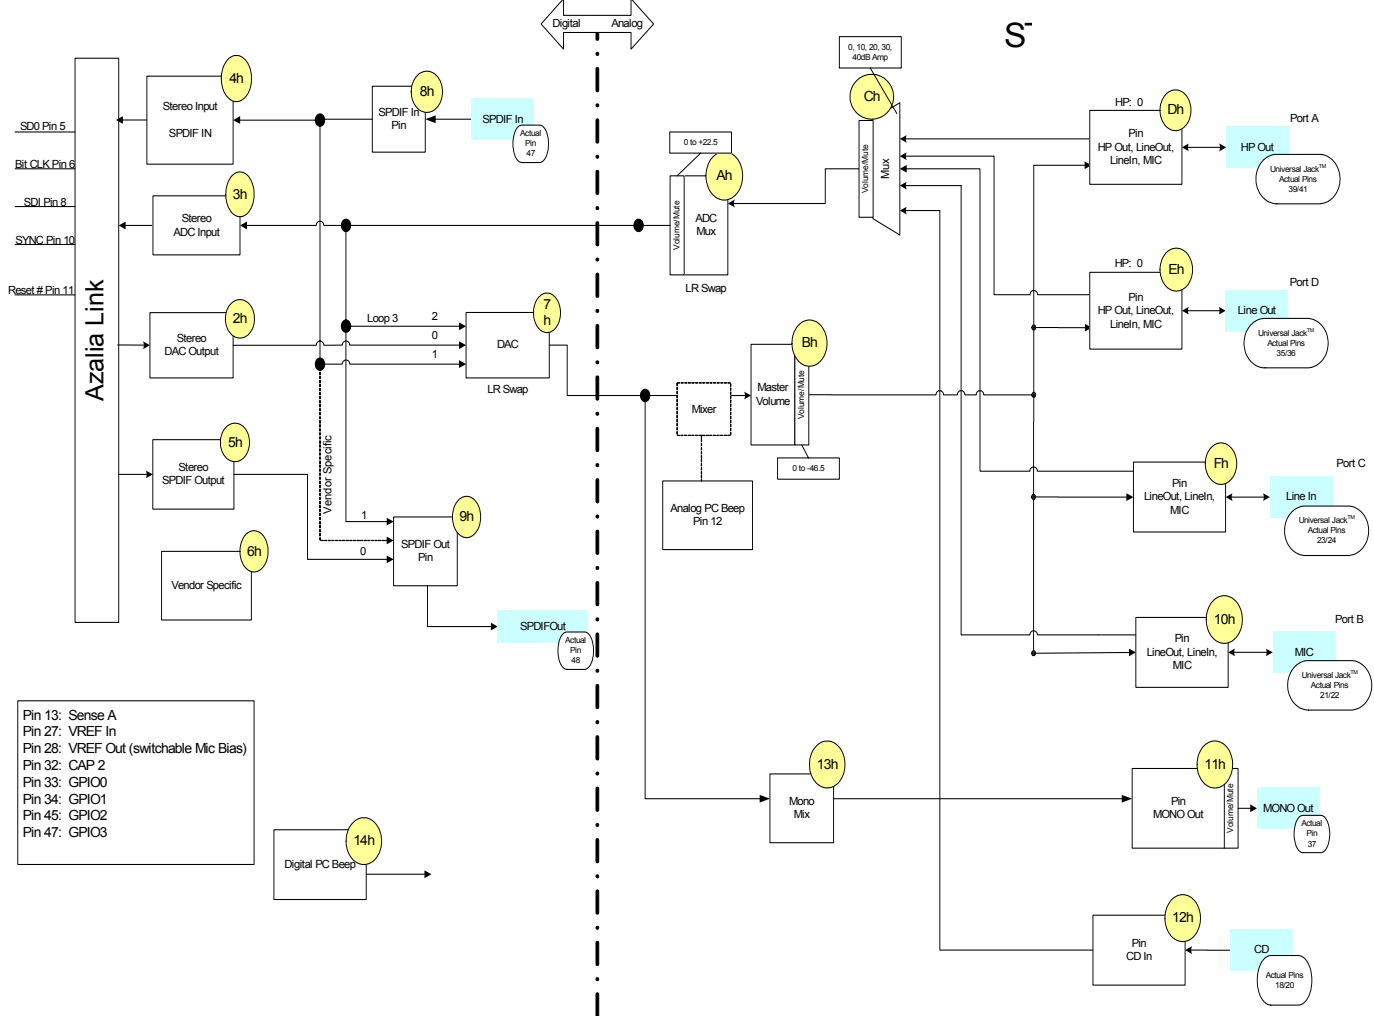 Digital
Analog
S
0, 10, 20, 30,
40dB Amp
4h
Stereo Input
SPDIF IN
8h
SPDIF In
Pin
SPDIF In
Actual
Pin
47
Ch
Volume/Mute
Mux
HP: 0
Dh
Pin
HP Out, LineOut,
LineIn, MIC
Port A
HP Out
Universal Jack™
Actual Pins
39/41
SD0 Pin 5
Bit CLK Pin 6
SDI Pin 8
SYNC Pin 10
Reset # Pin 11
Azalia Link
3h
Stereo
ADC Input
0 to +22.5
Ah
Volume/Mute
ADC
Mux
LR Swap
HP: 0
Eh
Pin
HP Out, LineOut,
LineIn, MIC
Port D
Line Out
Universal Jack™
Actual Pins
35/36
2h
Stereo
DAC Output
Loop 3
2
0
1
7
h
DAC
LR Swap
Mixer
Bh
Master
Volume
Volume/Mute
0 to -46.5
Analog PC Beep
Pin 12
5h
Stereo
SPDIF Output
Vendor Specific
1
0
9h
SPDIF Out
Pin
Fh
Pin
LineOut, LineIn,
MIC
Port C
Line In
Universal Jack™
Actual Pins
23/24
6h
Vendor Specific
SPDIFOut
Actual
Pin
48
10h
Pin
LineOut, LineIn,
MIC
Port B
MIC
Universal Jack™
Actual Pins
21/22
Pin 13: Sense A
Pin 27: VREF In
Pin 28: VREF Out (switchable Mic Bias)
Pin 32: CAP 2
Pin 33: GPIO0
Pin 34: GPIO1
Pin 45: GPIO2
Pin 47: GPIO3
13h
Mono
Mix
11h
Pin
MONO Out
Volume/Mute
MONO Out
Actual
Pin
37
14h
Digital PC Beep
12h
Pin
CD In
CD
Actual Pins
18/20